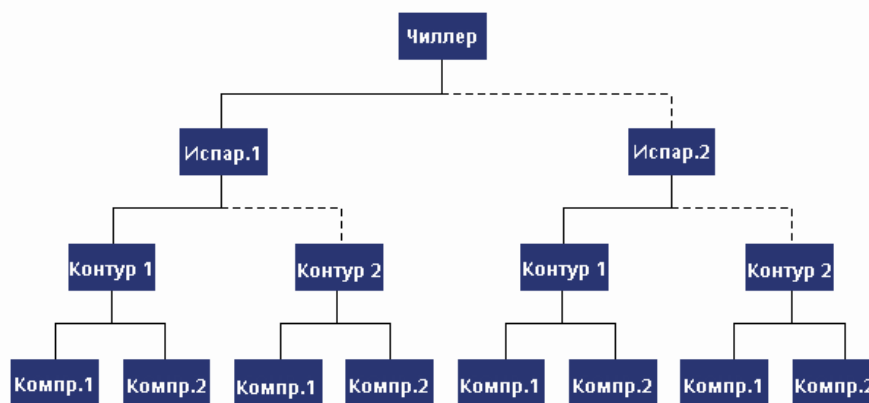 Чиллер
Испар.1
Испар.2
Контур 1
Контур 2
Контур 1
Контур 2
Компр.1
Компр.2
Компр.1
Компр.2
Компр.1
Компр.2
Компр.1
Компр.2